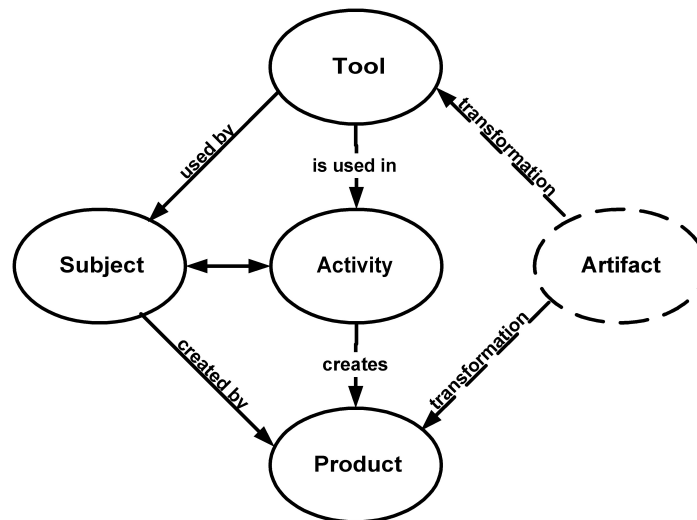 Tool
transformation
used by
is used in
Subject
Activity
Artifact
created by
creates
transformation
Product